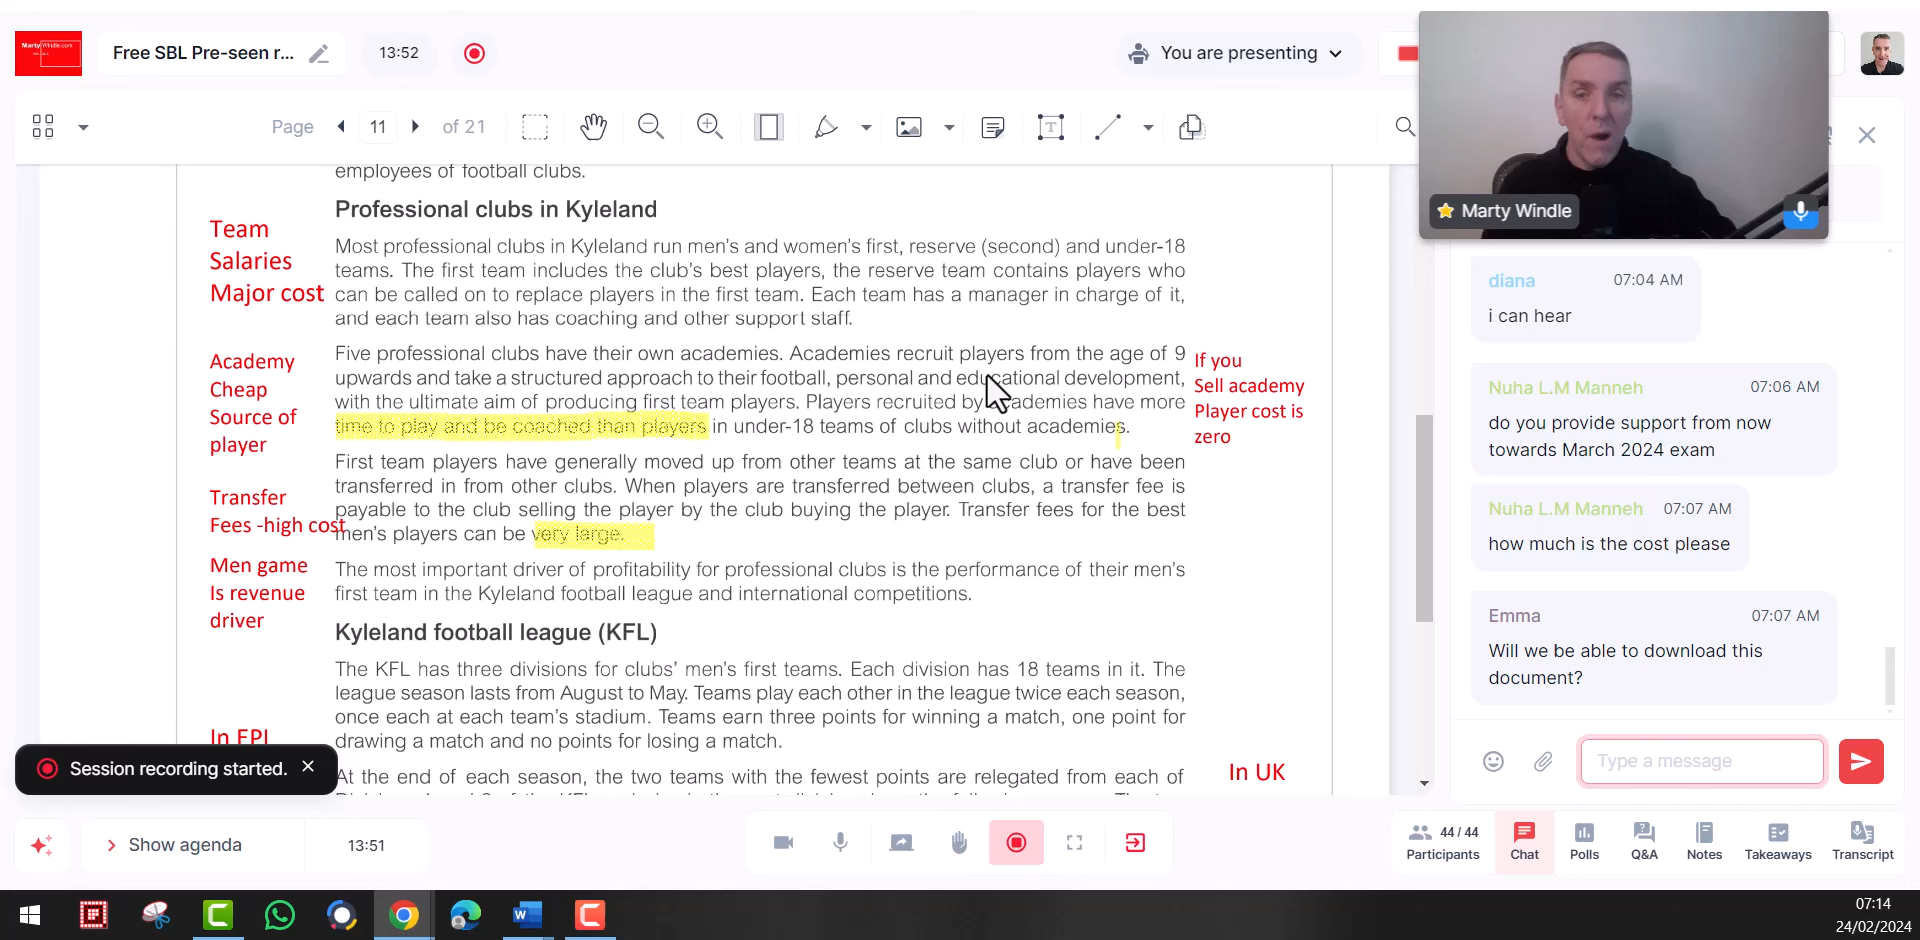 MartyWindle.com
Free SBL Pre-seen r...
13:52
You are presenting
Page
11
of 21
Marty Windle
employees of football clubs.
Professional clubs in Kyleland
Team
Salaries
Major cost
Most professional clubs in Kyleland run men's and women's first, reserve (second) and under-18
teams. The first team includes the club's best players, the reserve team contains players who
can be called on to replace players in the first team. Each team has a manager in charge of it,
and each team also has coaching and other support staff.
Academy
Cheap
Source of
player
Five professional clubs have their own academies. Academies recruit players from the age of 9
upwards and take a structured approach to their football, personal and educational development,
with the ultimate aim of producing first team players. Players recruited by academies have more
time to play and be coached than players in under-18 teams of clubs without academies.
If you
Sell academy
Player cost is
zero
Transfer
Fees -high cost
First team players have generally moved up from other teams at the same club or have been
transferred in from other clubs. When players are transferred between clubs, a transfer fee is
payable to the club selling the player by the club buying the player. Transfer fees for the best
men's players can be very large.
Men game
Is revenue
driver
The most important driver of profitability for professional clubs is the performance of their men's
first team in the Kyleland football league and international competitions.
Kyleland football league (KFL)
The KFL has three divisions for clubs' men's first teams. Each division has 18 teams in it. The
league season lasts from August to May. Teams play each other in the league twice each season,
once each at each team's stadium. Teams earn three points for winning a match, one point for
drawing a match and no points for losing a match.
In EPL
At the end of each season, the two teams with the fewest points are relegated from each of
In UK
Session recording started.
diana
07:04 AM
i can hear
Nuha L.M Manneh
07:06 AM
do you provide support from now
towards March 2024 exam
Nuha L.M Manneh
07:07 AM
how much is the cost please
Emma
07:07 AM
Will we be able to download this
document?
Type a message
Show agenda
13:51
44 / 44
Participants
Chat
Polls
Q&A
Notes
Takeaways
Transcript
07:14
24/02/2024